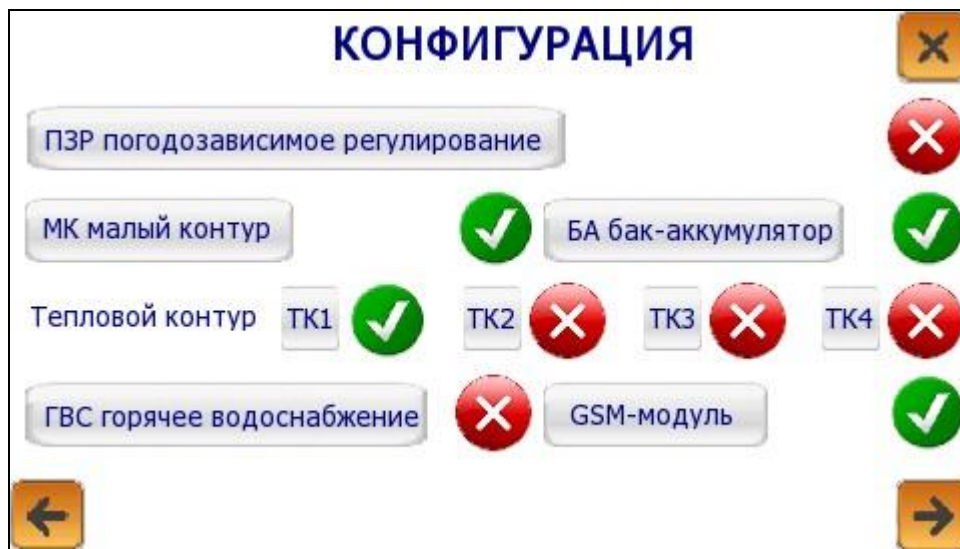 КОНФИГУРАЦИЯ
ПЗР погодозависимое регулирование
МК малый контур БА бак-аккумулятор
Тепловой контур ТК1 ТК2 ТК3 ТК4
ГВС горячее водоснабжение GSM-модуль